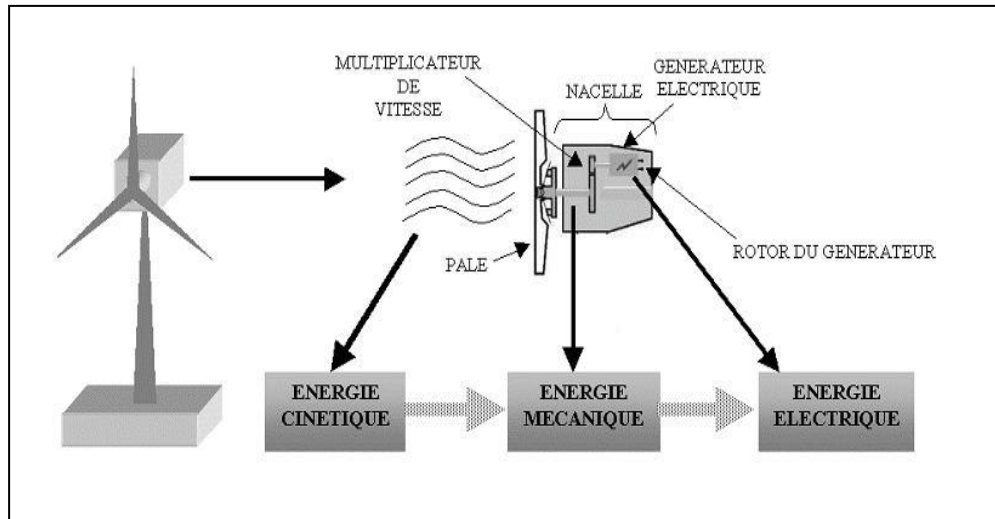 MULTIPLICATEUR
DE
VITESSE
NACELLE
GENERATEUR
ELECTRIQUE
PALE
ROTOR DU GENERATEUR
ENERGIE
CINETIQUE
ENERGIE
MECANIQUE
ENERGIE
ELECTRIQUE